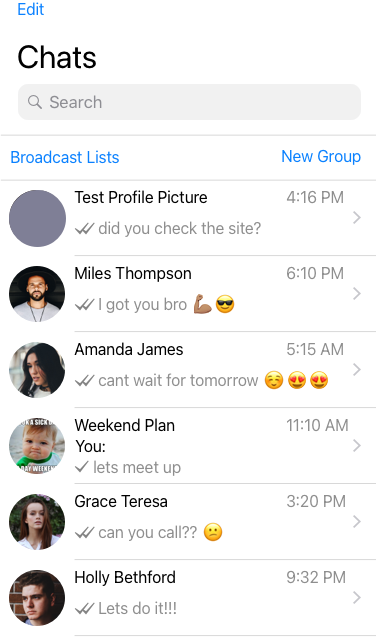 Edit
Chats
Search
Broadcast Lists New Group
Test Profile Picture 4:16 PM
did you check the site?
Miles Thompson 6:10 PM
I got you bro 💪🏽😎
Amanda James 5:15 AM
cant wait for tomorrow ☺️😍😍
Weekend Plan 11:10 AM
You:
lets meet up
Grace Teresa 3:20 PM
can you call?? 😕
Holly Bethford 9:32 PM
Lets do it!!!